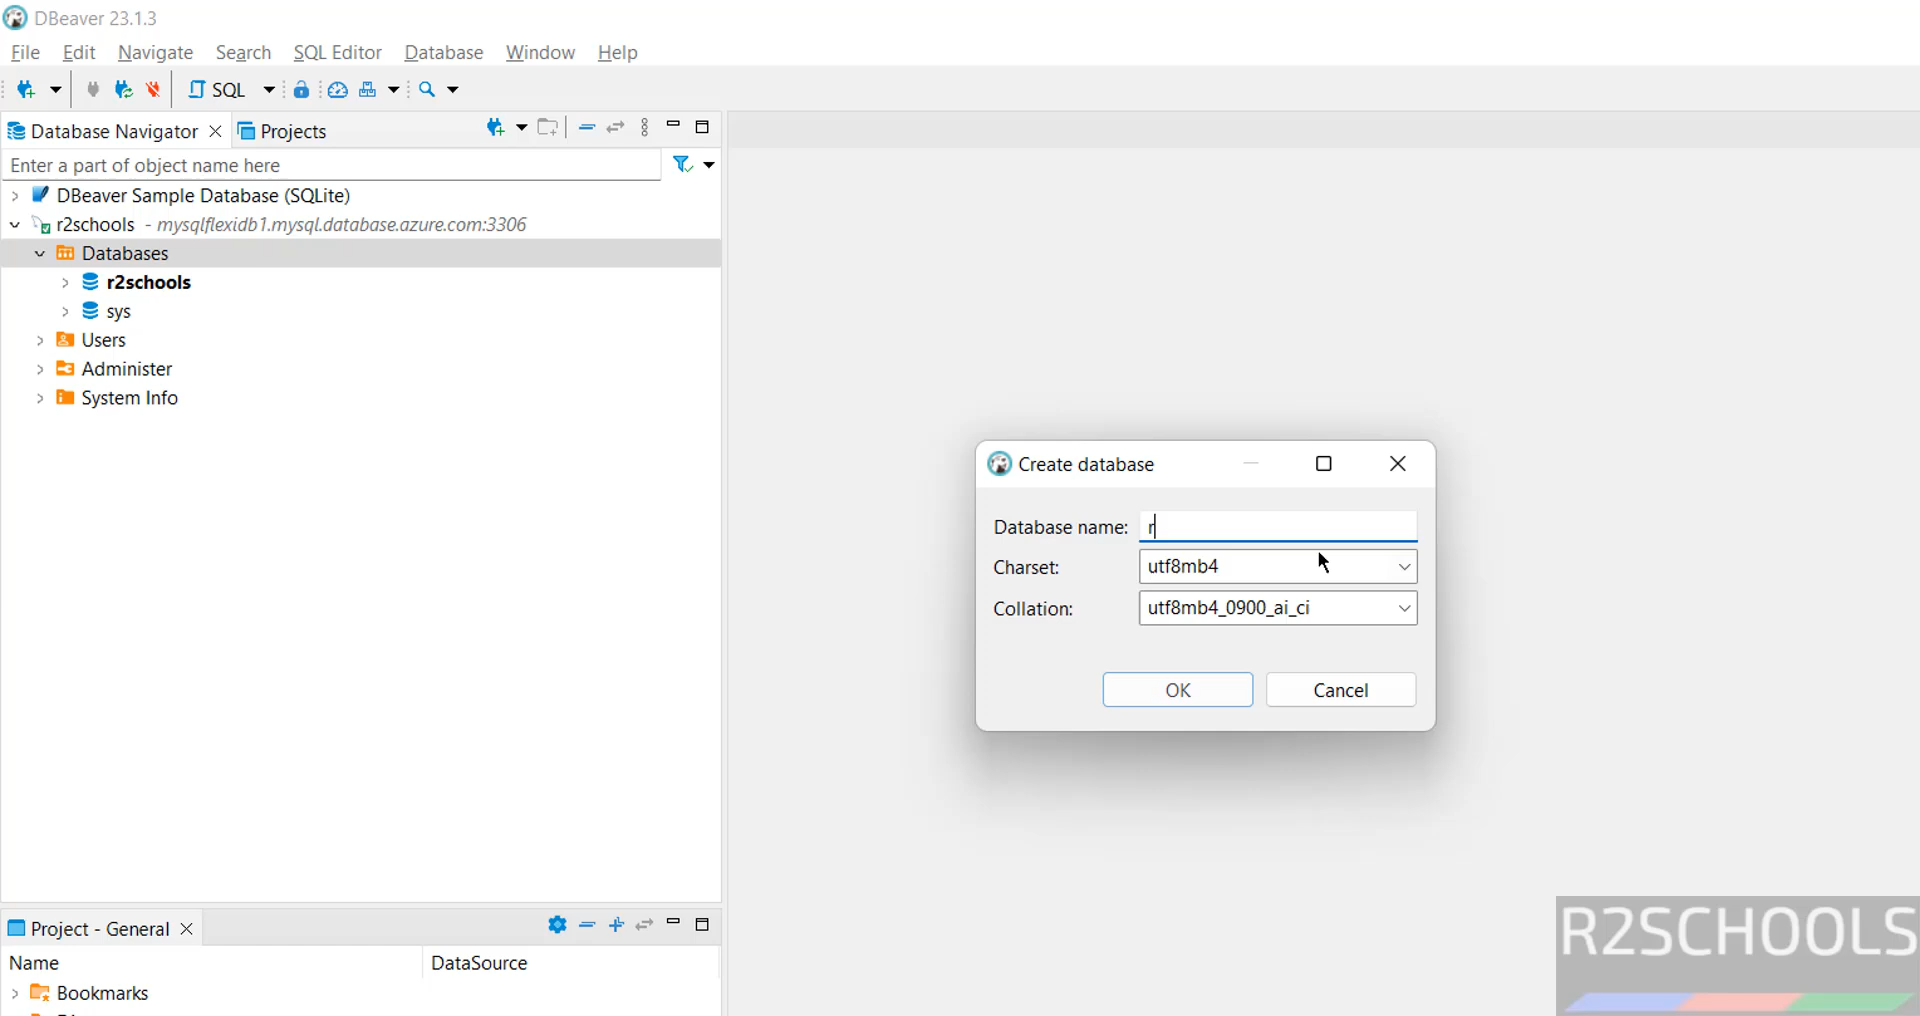 DBeaver 23.1.3
File Edit Navigate Search SQL Editor Database Window Help
SQL
Database Navigator Projects
Enter a part of object name here
DBeaver Sample Database (SQLite)
r2schools - mysqlflexidb1.mysql.database.azure.com:3306
Databases
r2schools
sys
Users
Administer
System Info
Create database
Database name: r
Charset: utf8mb4
Collation: utf8mb4_0900_ai_ci
OK Cancel
Project - General
Name DataSource
Bookmarks
R2SCHOOLS